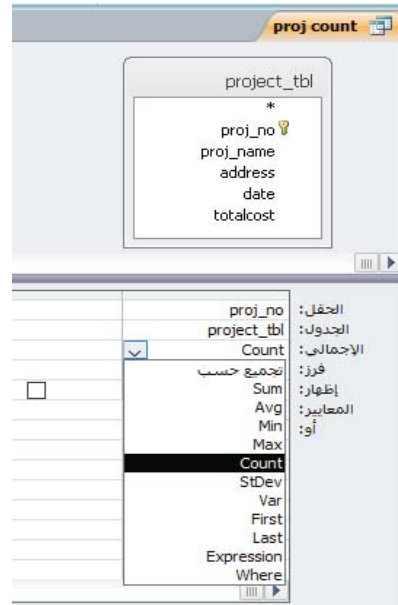 proj count
project_tbl
*
proj_no
proj_name
address
date
totalcost
الحقل: proj_no
الجدول: project_tbl
الإجمالي: Count
فرز:
إظهار:
المعايير:
أو:
تجميع حسب
Sum
Avg
Min
Max
Count
StDev
Var
First
Last
Expression
Where